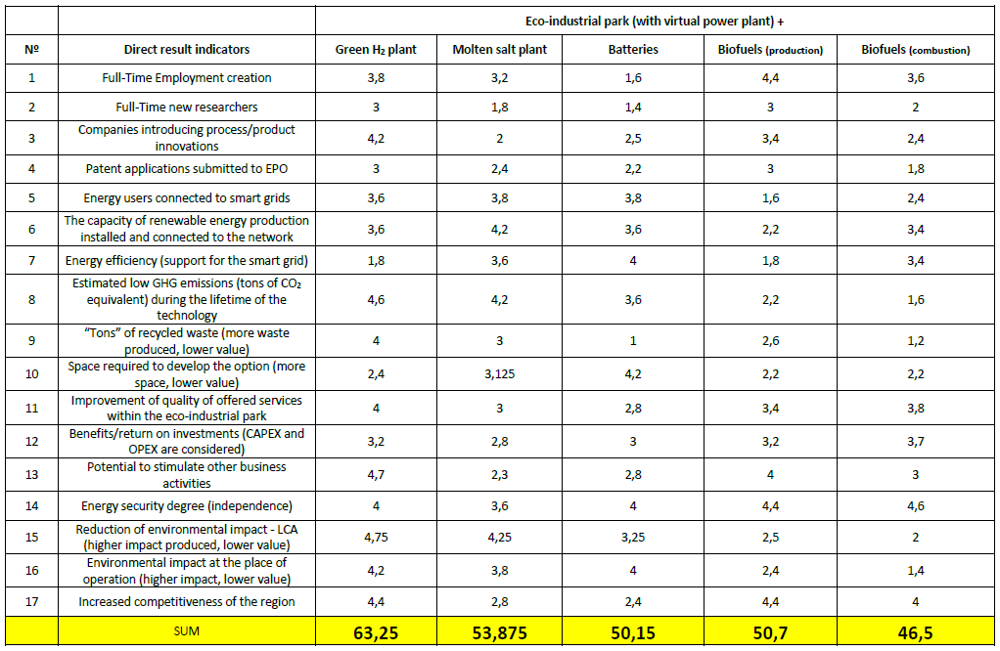 Eco-industrial park (with virtual power plant) +
Nº Direct result indicators Green H₂ plant Molten salt plant Batteries Biofuels (production) Biofuels (combustion)
1 Full-Time Employment creation 3,8 3,2 1,6 4,4 3,6
2 Full-Time new researchers 3 1,8 1,4 3 2
3 Companies introducing process/product
innovations 4,2 2 2,5 3,4 2,4
4 Patent applications submitted to EPO 3 2,4 2,2 3 1,8
5 Energy users connected to smart grids 3,6 3,8 3,8 1,6 2,4
6 The capacity of renewable energy production
installed and connected to the network 3,6 4,2 3,6 2,2 3,4
7 Energy efficiency (support for the smart grid) 1,8 3,6 4 1,8 3,4
8 Estimated low GHG emissions (tons of CO₂
equivalent) during the lifetime of the
technology 4,6 4,2 3,6 2,2 1,6
9 “Tons” of recycled waste (more waste
produced, lower value) 4 3 1 2,6 1,2
10 Space required to develop the option (more
space, lower value) 2,4 3,125 4,2 2,2 2,2
11 Improvement of quality of offered services
within the eco-industrial park 4 3 2,8 3,4 3,8
12 Benefits/return on investments (CAPEX and
OPEX are considered) 3,2 2,8 3 3,2 3,7
13 Potential to stimulate other business
activities 4,7 2,3 2,8 4 3
14 Energy security degree (independence) 4 3,6 4 4,4 4,6
15 Reduction of environmental impact - LCA
(higher impact produced, lower value) 4,75 4,25 3,25 2,5 2
16 Environmental impact at the place of
operation (higher impact, lower value) 4,2 3,8 4 2,4 1,4
17 Increased competitiveness of the region 4,4 2,8 2,4 4,4 4
SUM 63,25 53,875 50,15 50,7 46,5